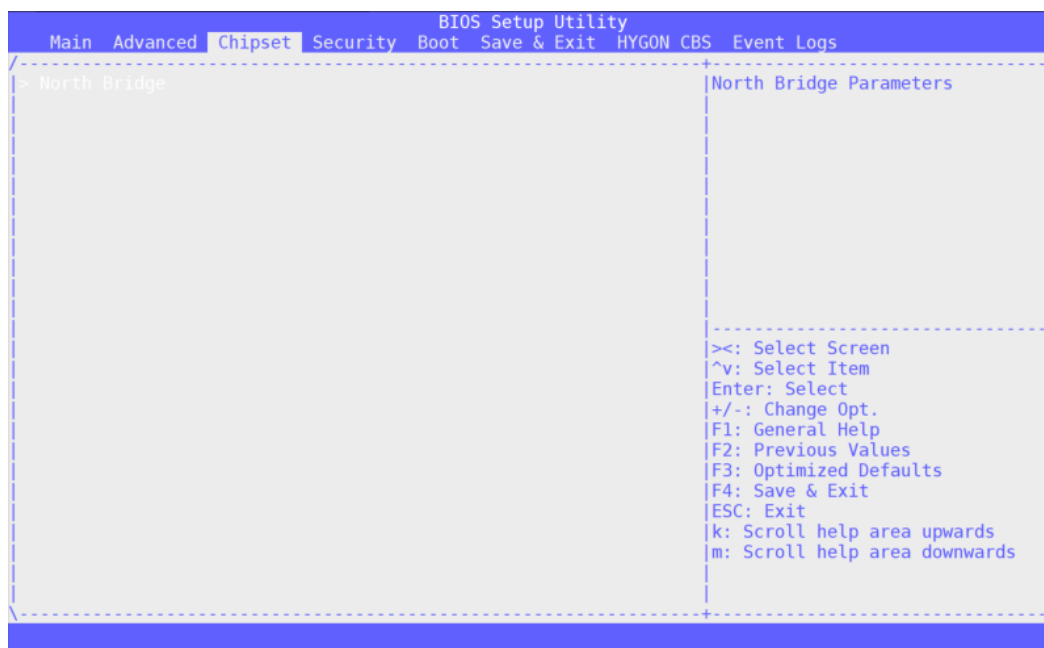 BIOS Setup Utility
Main Advanced Chipset Security Boot Save & Exit HYGON CBS Event Logs
> North Bridge
North Bridge Parameters
><: Select Screen
^v: Select Item
Enter: Select
+/-: Change Opt.
F1: General Help
F2: Previous Values
F3: Optimized Defaults
F4: Save & Exit
ESC: Exit
k: Scroll help area upwards
m: Scroll help area downwards